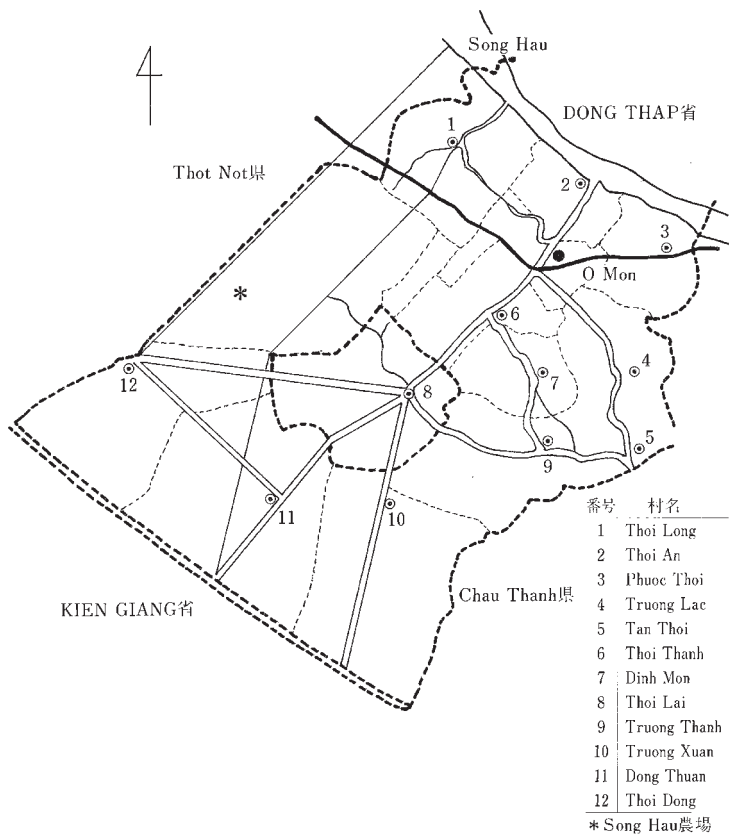 Song Hau
DONG THAP省
Thot Not県
1
2
3
O Mon
*
6
4
7
12
8
5
9
11
10
KIEN GIANG省
Chau Thanh県
番号 村名
1 Thoi Long
2 Thoi An
3 Phuoc Thoi
4 Truong Lac
5 Tan Thoi
6 Thoi Thanh
7 Dinh Mon
8 Thoi Lai
9 Truong Thanh
10 Truong Xuan
11 Dong Thuan
12 Thoi Dong
* Song Hau農場